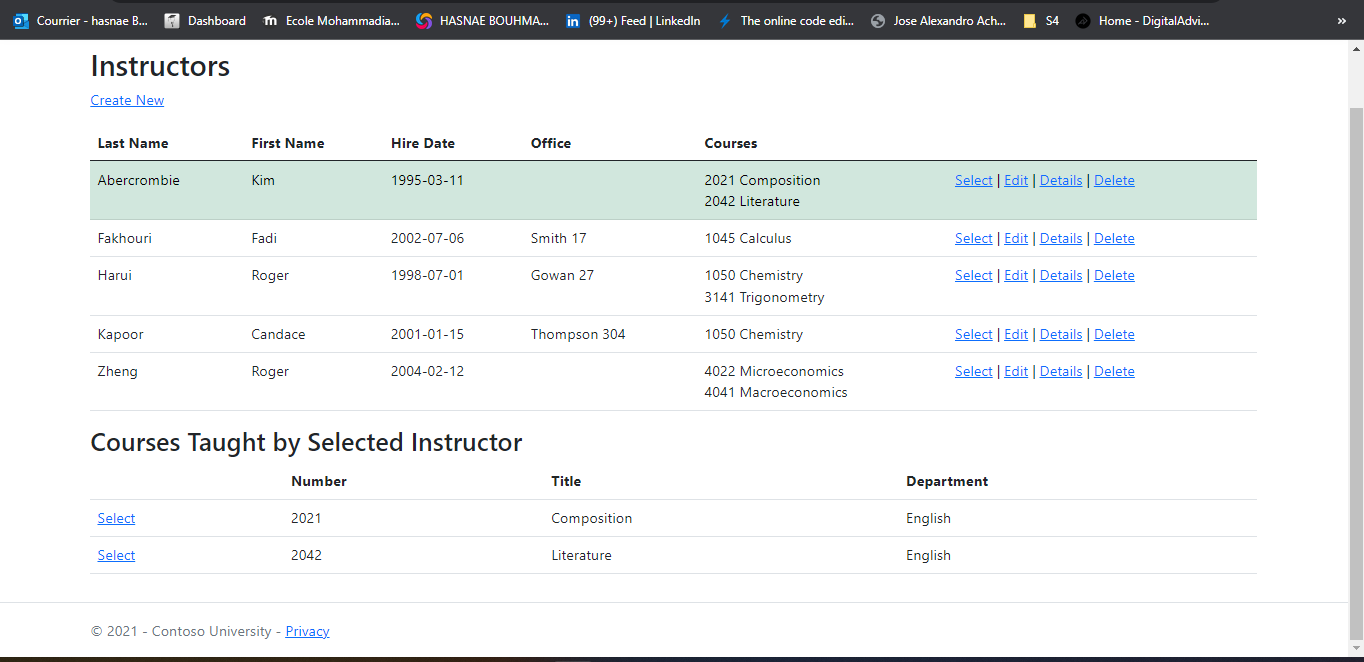 Courrier - hasnae B... Dashboard Ecole Mohammadia... HASNAE BOUHMA... (99+) Feed | LinkedIn The online code edi... Jose Alexandro Ach... S4 Home - DigitalAdvi... »
Instructors
Create New
Last Name First Name Hire Date Office Courses
Abercrombie Kim 1995-03-11 2021 Composition Select | Edit | Details | Delete
2042 Literature
Fakhouri Fadi 2002-07-06 Smith 17 1045 Calculus Select | Edit | Details | Delete
Harui Roger 1998-07-01 Gowan 27 1050 Chemistry Select | Edit | Details | Delete
3141 Trigonometry
Kapoor Candace 2001-01-15 Thompson 304 1050 Chemistry Select | Edit | Details | Delete
Zheng Roger 2004-02-12 4022 Microeconomics Select | Edit | Details | Delete
4041 Macroeconomics
Courses Taught by Selected Instructor
Number Title Department
Select 2021 Composition English
Select 2042 Literature English
© 2021 - Contoso University - Privacy